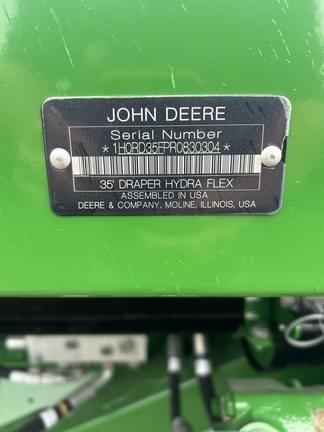 JOHN DEERE
Serial Number
*1H0RD35FPR0830304*
35' DRAPER HYDRA FLEX
ASSEMBLED IN USA
DEERE & COMPANY, MOLINE, ILLINOIS, USA